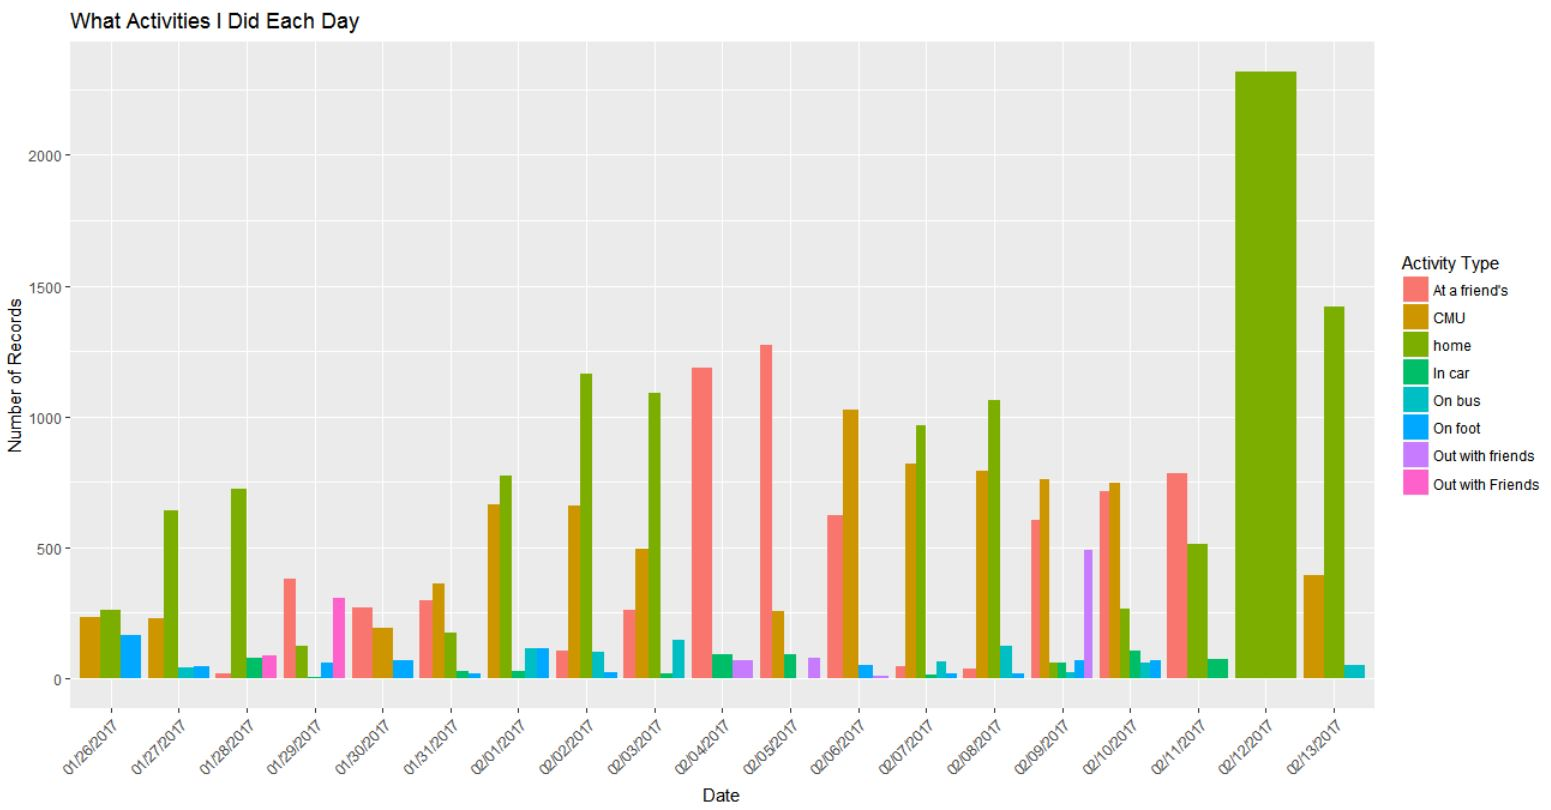 What Activities I Did Each Day
Number of Records
2000
1500
1000
500
0
01/26/2017
01/27/2017
01/28/2017
01/29/2017
01/30/2017
01/31/2017
02/01/2017
02/02/2017
02/03/2017
02/04/2017
02/05/2017
02/06/2017
02/07/2017
02/08/2017
02/09/2017
02/10/2017
02/11/2017
02/12/2017
02/13/2017
Date
Activity Type
At a friend's
CMU
home
In car
On bus
On foot
Out with friends
Out with Friends